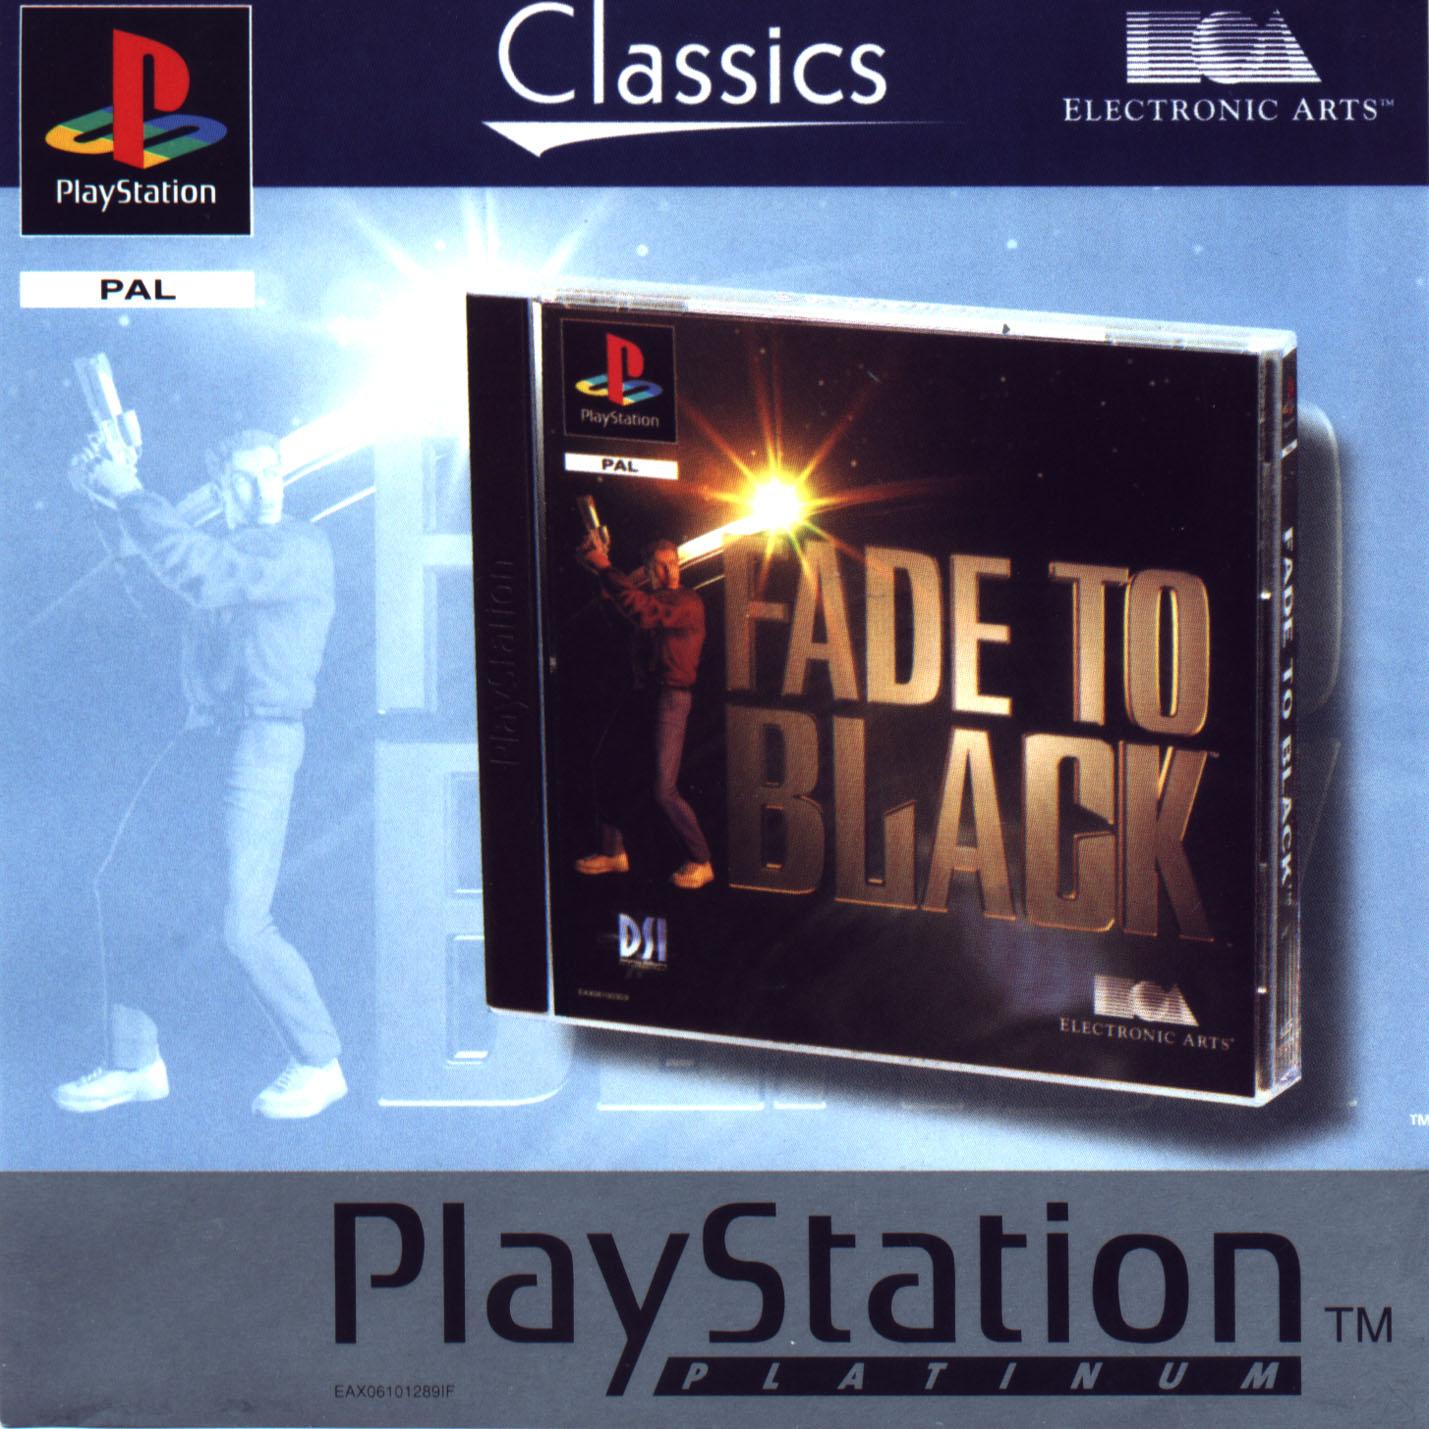 Classics
ELECTRONIC ARTS™
PlayStation
PAL
PlayStation
PAL
PlayStation
FADE TO
BLACK™
FADE TO BLACK™
DSI
ELECTRONIC ARTS
TM
PlayStation TM
PLATINUM
EAX06101289IF